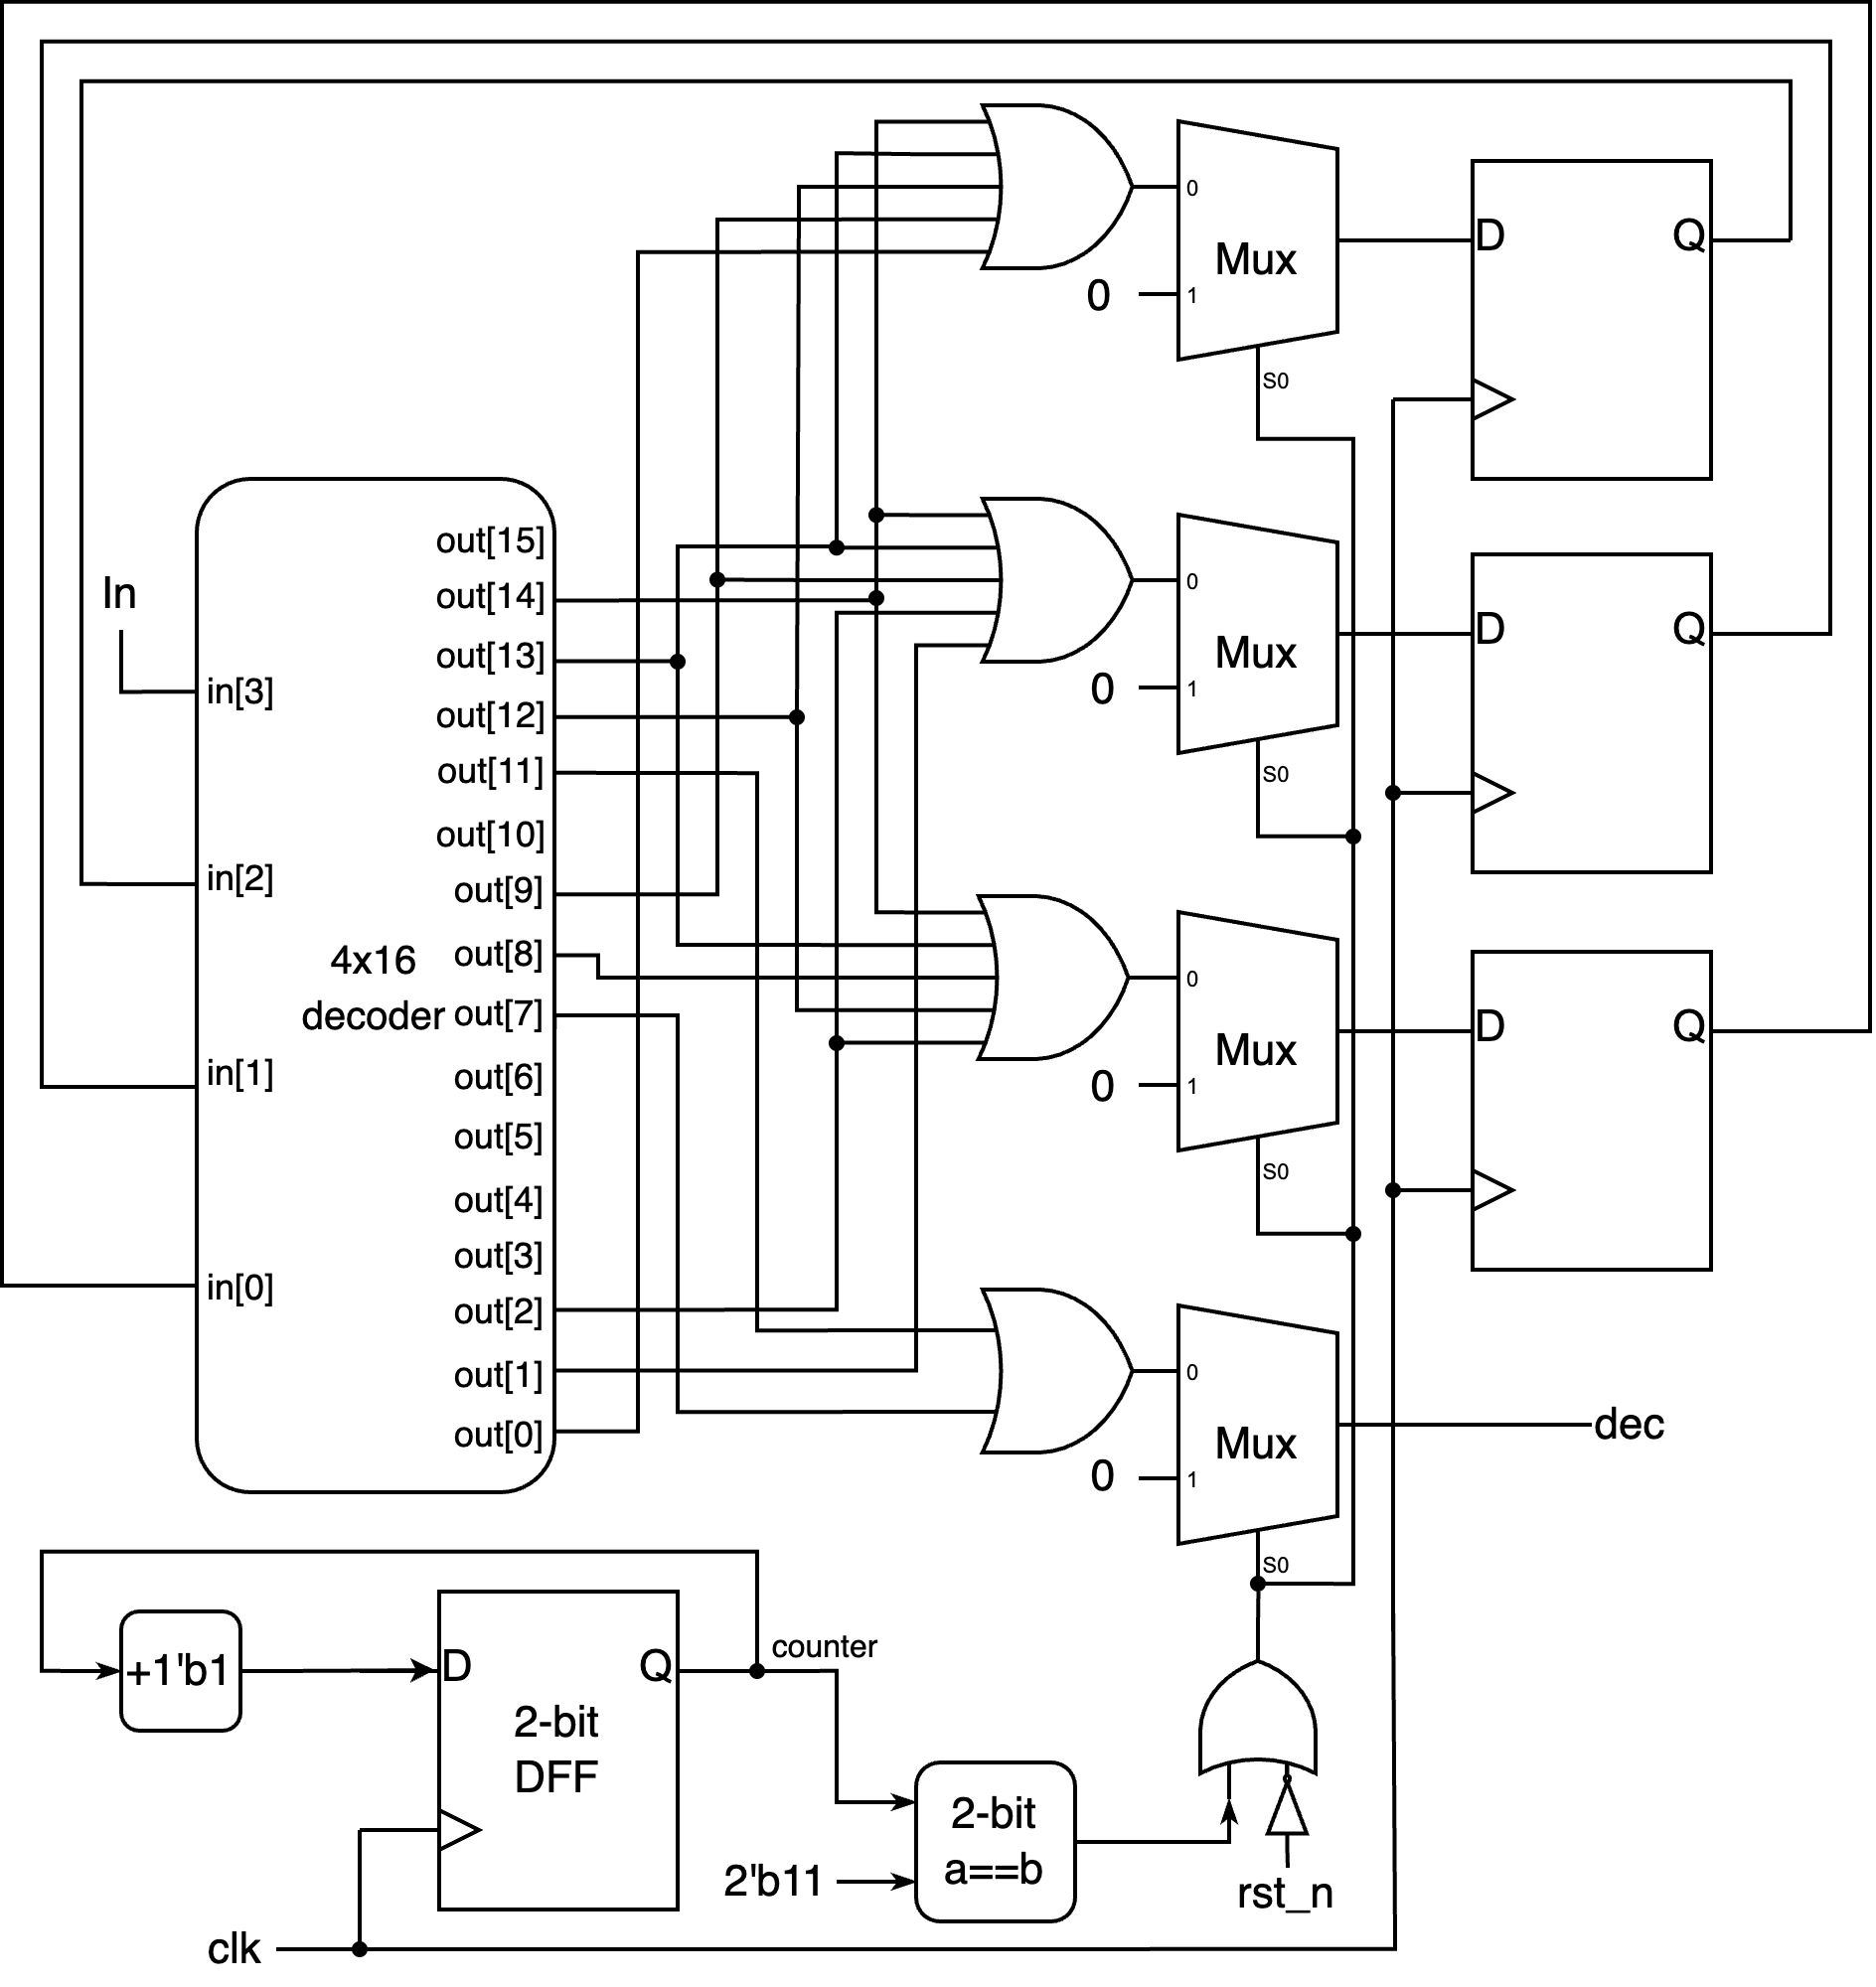 0
Mux
D
Q
0
1
S0
out[15]
In
out[14]
0
Mux
D
Q
out[13]
in[3]
0
1
out[12]
out[11]
S0
out[10]
in[2]
out[9]
4x16
out[8]
0
decoder
out[7]
Mux
D
Q
in[1]
out[6]
0
1
out[5]
S0
out[4]
out[3]
in[0]
out[2]
out[1]
0
out[0]
Mux
dec
0
1
S0
counter
+1'b1
D
Q
2-bit
DFF
2-bit
a==b
2'b11
rst_n
clk